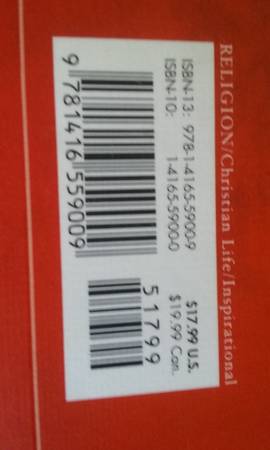 RELIGION/Christian Life/Inspirational
ISBN-13: 978-1-4165-5900-9
ISBN-10: 1-4165-5900-0
$17.99 U.S.
$19.99 Can.
9 781416 559009
51799